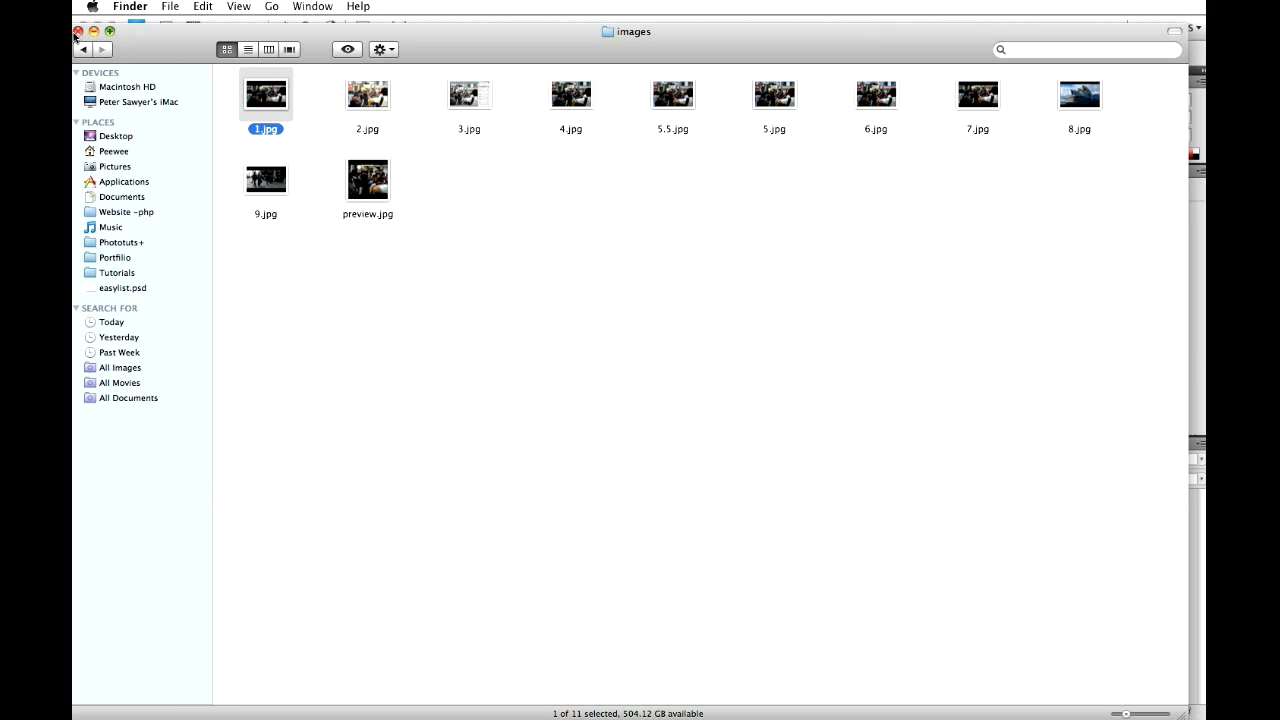 Finder File Edit View Go Window Help
images
DEVICES
Macintosh HD
Peter Sawyer's iMac
PLACES
Desktop
Peewee
Pictures
Applications
Documents
Website -php
Music
Phototuts+
Portfilio
Tutorials
easylist.psd
SEARCH FOR
Today
Yesterday
Past Week
All Images
All Movies
All Documents
1.jpg 2.jpg 3.jpg 4.jpg 5.5.jpg 5.jpg 6.jpg 7.jpg 8.jpg
9.jpg preview.jpg
1 of 11 selected, 504.12 GB available